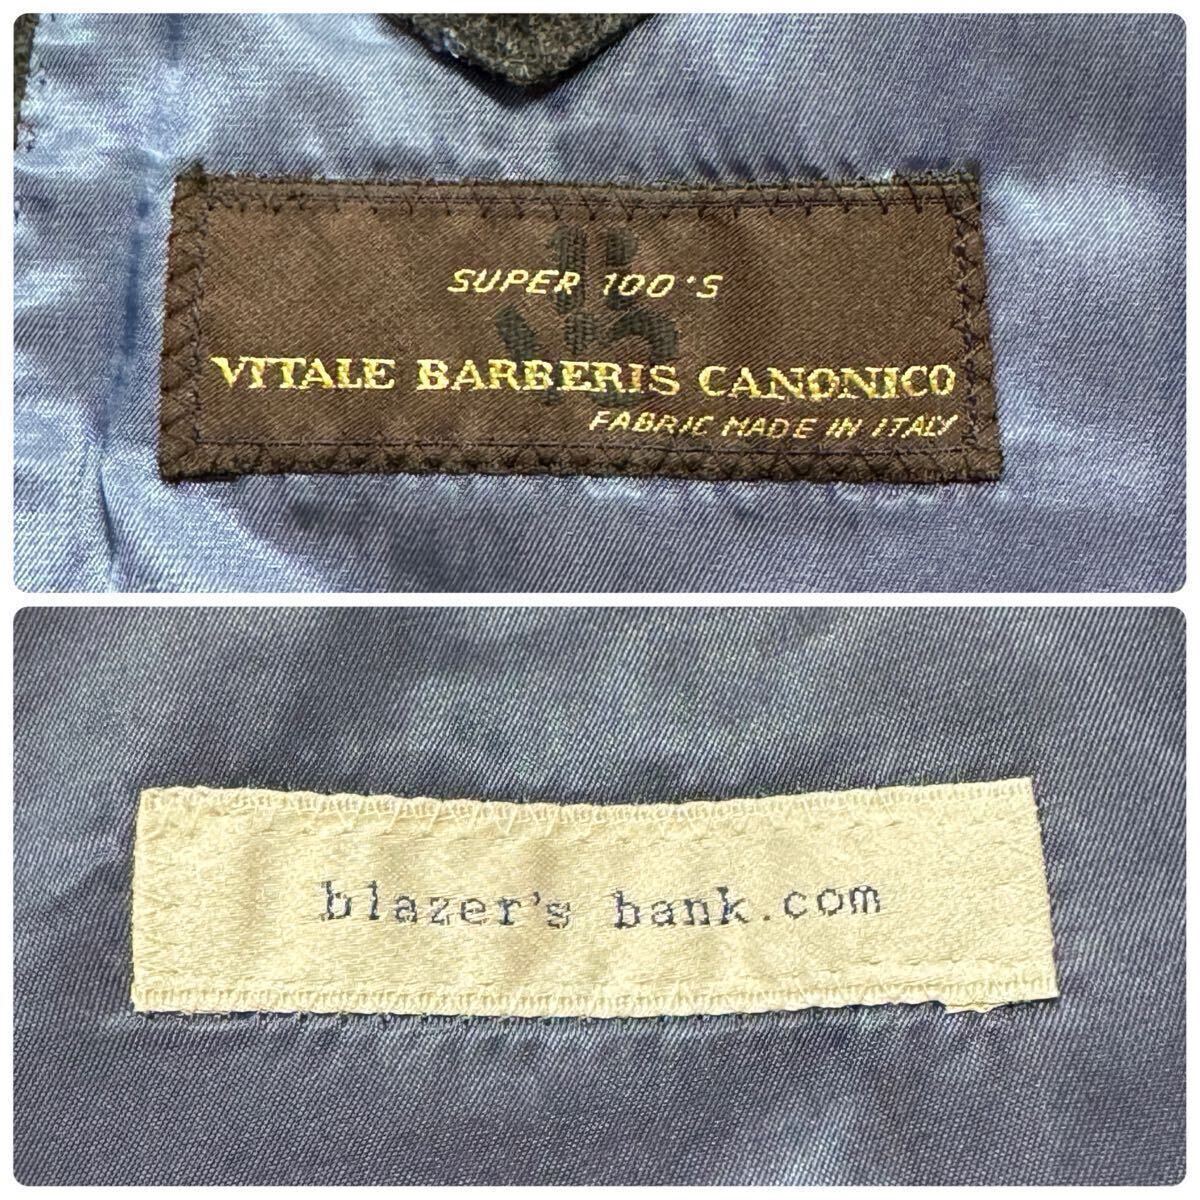 SUPER 100'S
VITALE BARBERIS CANONICO
FABRIC MADE IN ITALY
blazer's bank.com